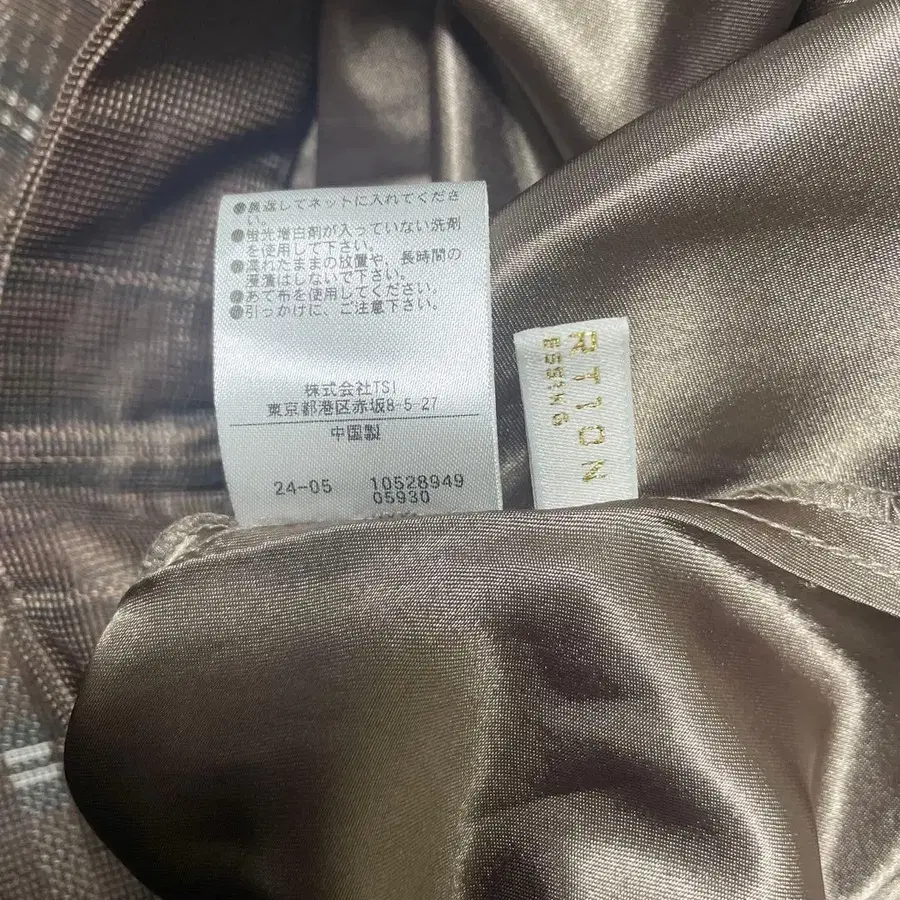 ●裏返してネットに入れてくださ
い。
●蛍光増白剤が入っていない洗剤
を使用して下さい。
●濡れたままの放置や、長時間の
浸漬はしないで下さい。
●あて布を使用してください。
●引っかけに、ご注意下さい。
株式会社TSI
東京都港区赤坂8-5-27
中国製
24-05 10528949
05930